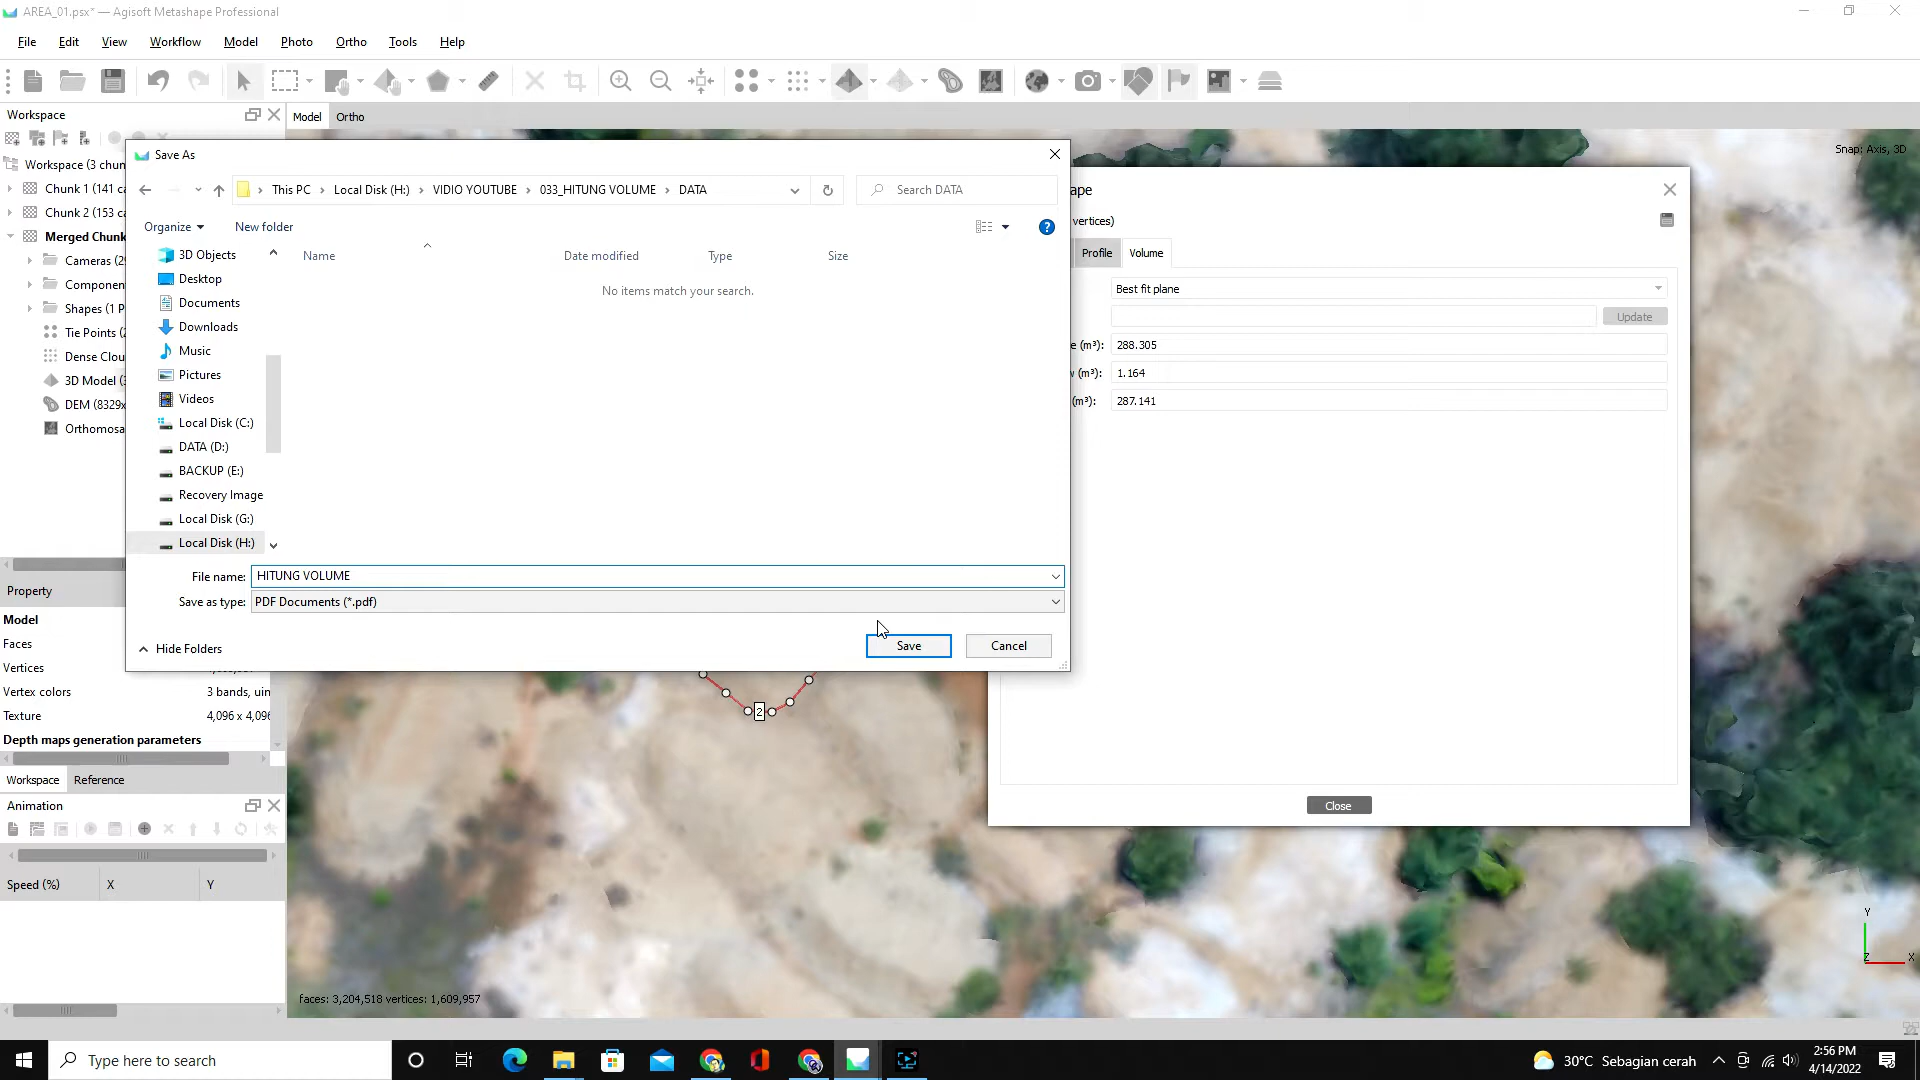 AREA_01.psx* — Agisoft Metashape Professional
File Edit View Workflow Model Photo Ortho Tools Help
Workspace
Model Ortho
Snap: Axis, 3D
Workspace (3 chun
Chunk 1 (141 ca
Chunk 2 (153 ca
Merged Chunk
Cameras (2
Componen
Shapes (1 P
Tie Points (
Dense Clou
3D Model (
DEM (8329x
Orthomosa
Save As
This PC > Local Disk (H:) > VIDIO YOUTUBE > 033_HITUNG VOLUME > DATA
Search DATA
Organize New folder
3D Objects
Desktop
Documents
Downloads
Music
Pictures
Videos
Local Disk (C:)
DATA (D:)
BACKUP (E:)
Recovery Image
Local Disk (G:)
Local Disk (H:)
Name Date modified Type Size
No items match your search.
File name: HITUNG VOLUME
Save as type: PDF Documents (*.pdf)
Hide Folders
Save Cancel
ape
vertices)
Profile Volume
Best fit plane
Update
e (m³): 288.305
w (m³): 1.164
(m³): 287.141
Close
2
Property
Model
Faces
Vertices
Vertex colors 3 bands, uin
Texture 4,096 x 4,096
Depth maps generation parameters
Workspace Reference
Animation
Speed (%) X Y
faces: 3,204,518 vertices: 1,609,957
Y
Z X
Type here to search
30°C Sebagian cerah
2:56 PM
4/14/2022